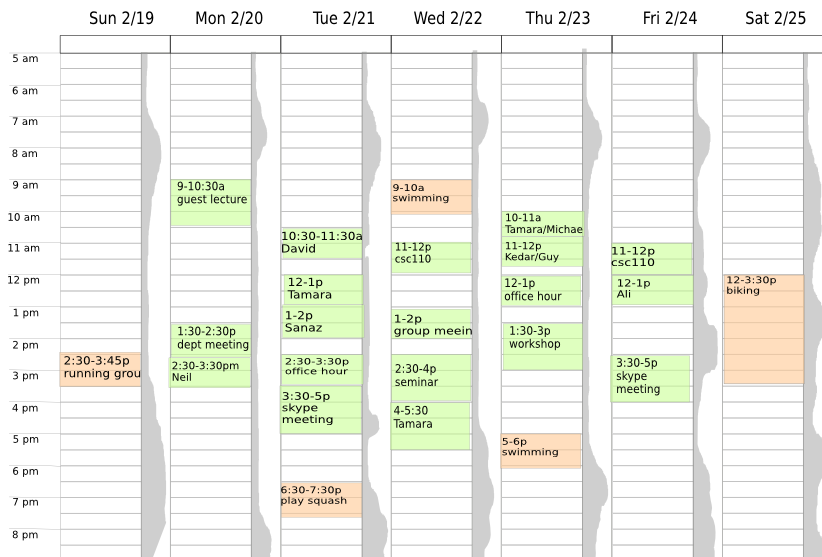 Sun 2/19
Mon 2/20
Tue 2/21
Wed 2/22
Thu 2/23
Fri 2/24
Sat 2/25
5 am
6 am
7 am
8 am
9 am
10 am
11 am
12 pm
1 pm
2 pm
3 pm
4 pm
5 pm
6 pm
7 pm
8 pm
2:30-3:45p
running grou
9-10:30a
guest lecture
1:30-2:30p
dept meeting
2:30-3:30pm
Neil
10:30-11:30a
David
12-1p
Tamara
1-2p
Sanaz
2:30-3:30p
office hour
3:30-5p
skype
meeting
6:30-7:30p
play squash
9-10a
swimming
11-12p
csc110
1-2p
group meein
2:30-4p
seminar
4-5:30
Tamara
10-11a
Tamara/Michae
11-12p
Kedar/Guy
12-1p
office hour
1:30-3p
workshop
5-6p
swimming
11-12p
csc110
12-1p
Ali
3:30-5p
skype
meeting
12-3:30p
biking